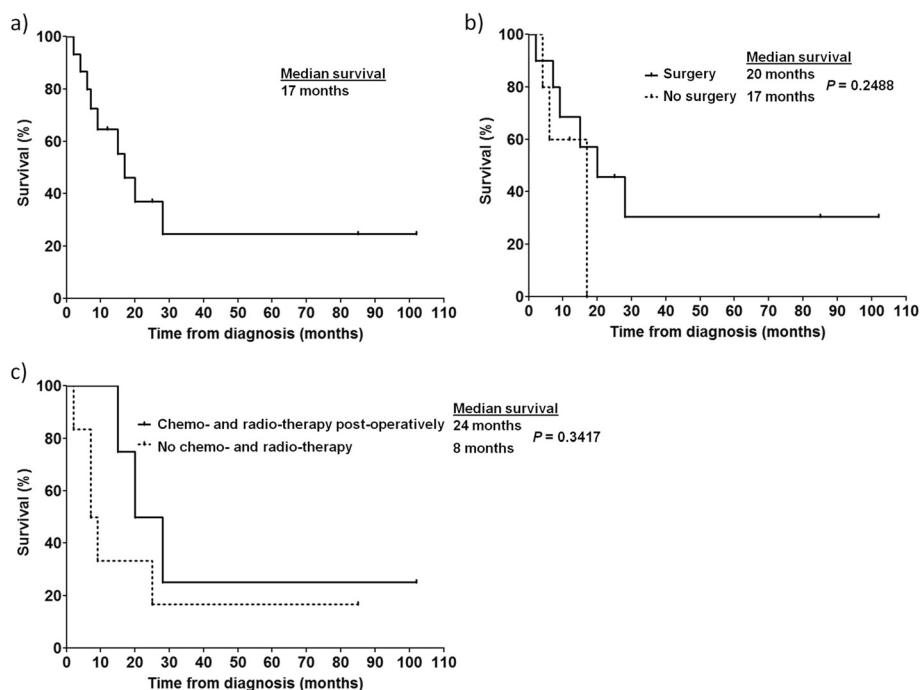 a)
100
80
60
40
20
0
Survival (%)
Median survival
17 months
0 10 20 30 40 50 60 70 80 90 100 110
Time from diagnosis (months)
b)
100
80
60
40
20
0
Survival (%)
Median survival
Surgery 20 months
No surgery 17 months
P = 0.2488
0 10 20 30 40 50 60 70 80 90 100 110
Time from diagnosis (months)
c)
100
80
60
40
20
0
Survival (%)
Median survival
Chemo- and radio-therapy post-operatively 24 months
No chemo- and radio-therapy 8 months
P = 0.3417
0 10 20 30 40 50 60 70 80 90 100 110
Time from diagnosis (months)